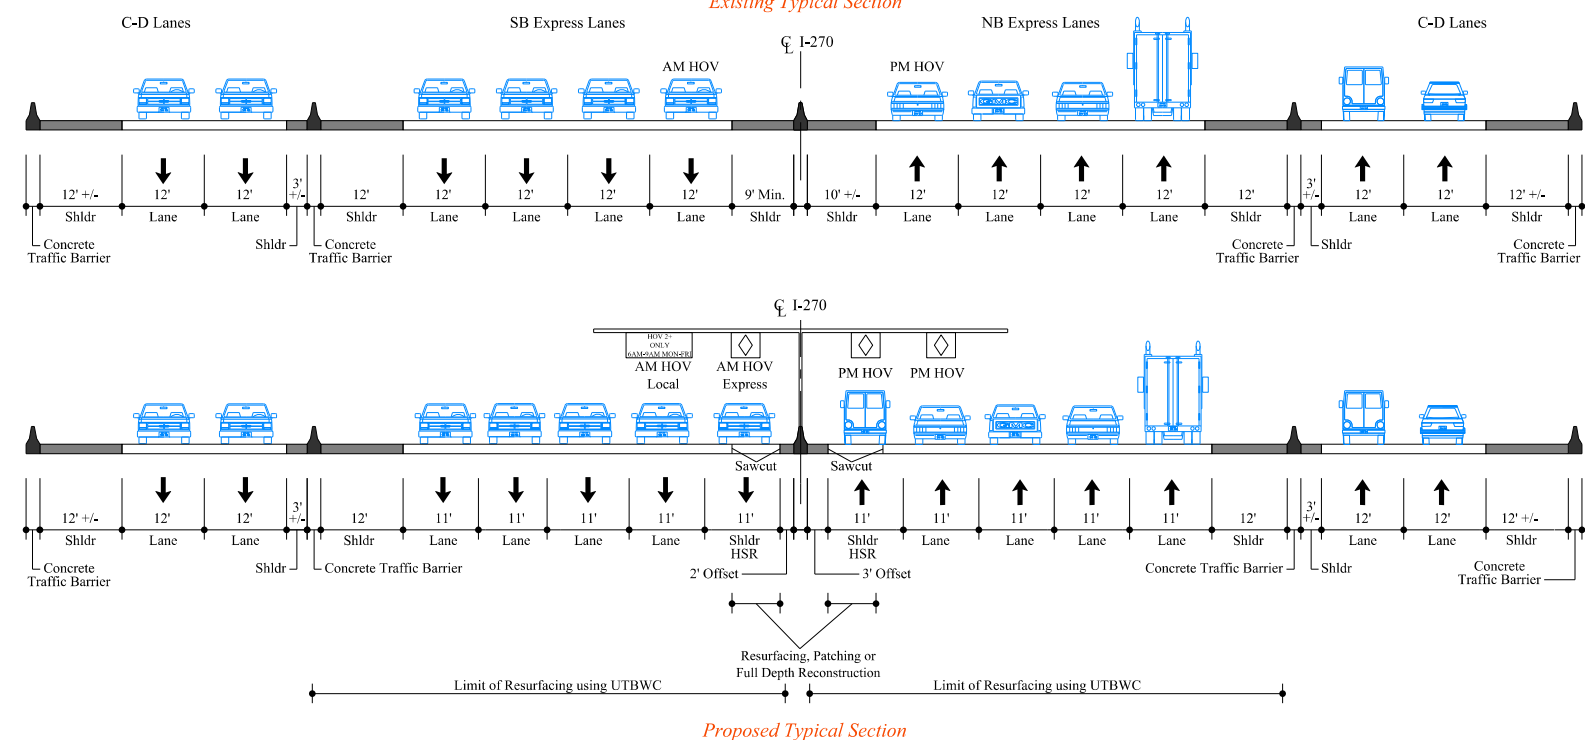 Existing Typical Section
C-D Lanes SB Express Lanes NB Express Lanes C-D Lanes
℄ I-270
AM HOV PM HOV
12' +/- 12' 12' 3' +/- 12' 12' 12' 12' 12' 9' Min. 10' +/- 12' 12' 12' 12' 12' 3' +/- 12' 12' 12' +/-
Shldr Lane Lane Shldr Lane Lane Lane Lane Shldr Shldr Lane Lane Lane Lane Shldr Lane Lane Shldr
Concrete Traffic Barrier
Shldr
Concrete Traffic Barrier
Concrete Traffic Barrier
Shldr
Concrete Traffic Barrier
℄ I-270
HOV 2+
ONLY
6AM-9AM MON-FRI
AM HOV Local
AM HOV Express
PM HOV PM HOV
Sawcut Sawcut
12' +/- 12' 12' 3' +/- 12' 11' 11' 11' 11' 11' 11' 11' 11' 11' 11' 12' 3' +/- 12' 12' 12' +/-
Shldr Lane Lane Shldr Lane Lane Lane Lane Shldr HSR Shldr HSR Lane Lane Lane Lane Shldr Lane Lane Shldr
Concrete Traffic Barrier
Shldr
Concrete Traffic Barrier
2' Offset 3' Offset
Concrete Traffic Barrier
Shldr
Concrete Traffic Barrier
Resurfacing, Patching or
Full Depth Reconstruction
Limit of Resurfacing using UTBWC Limit of Resurfacing using UTBWC
Proposed Typical Section